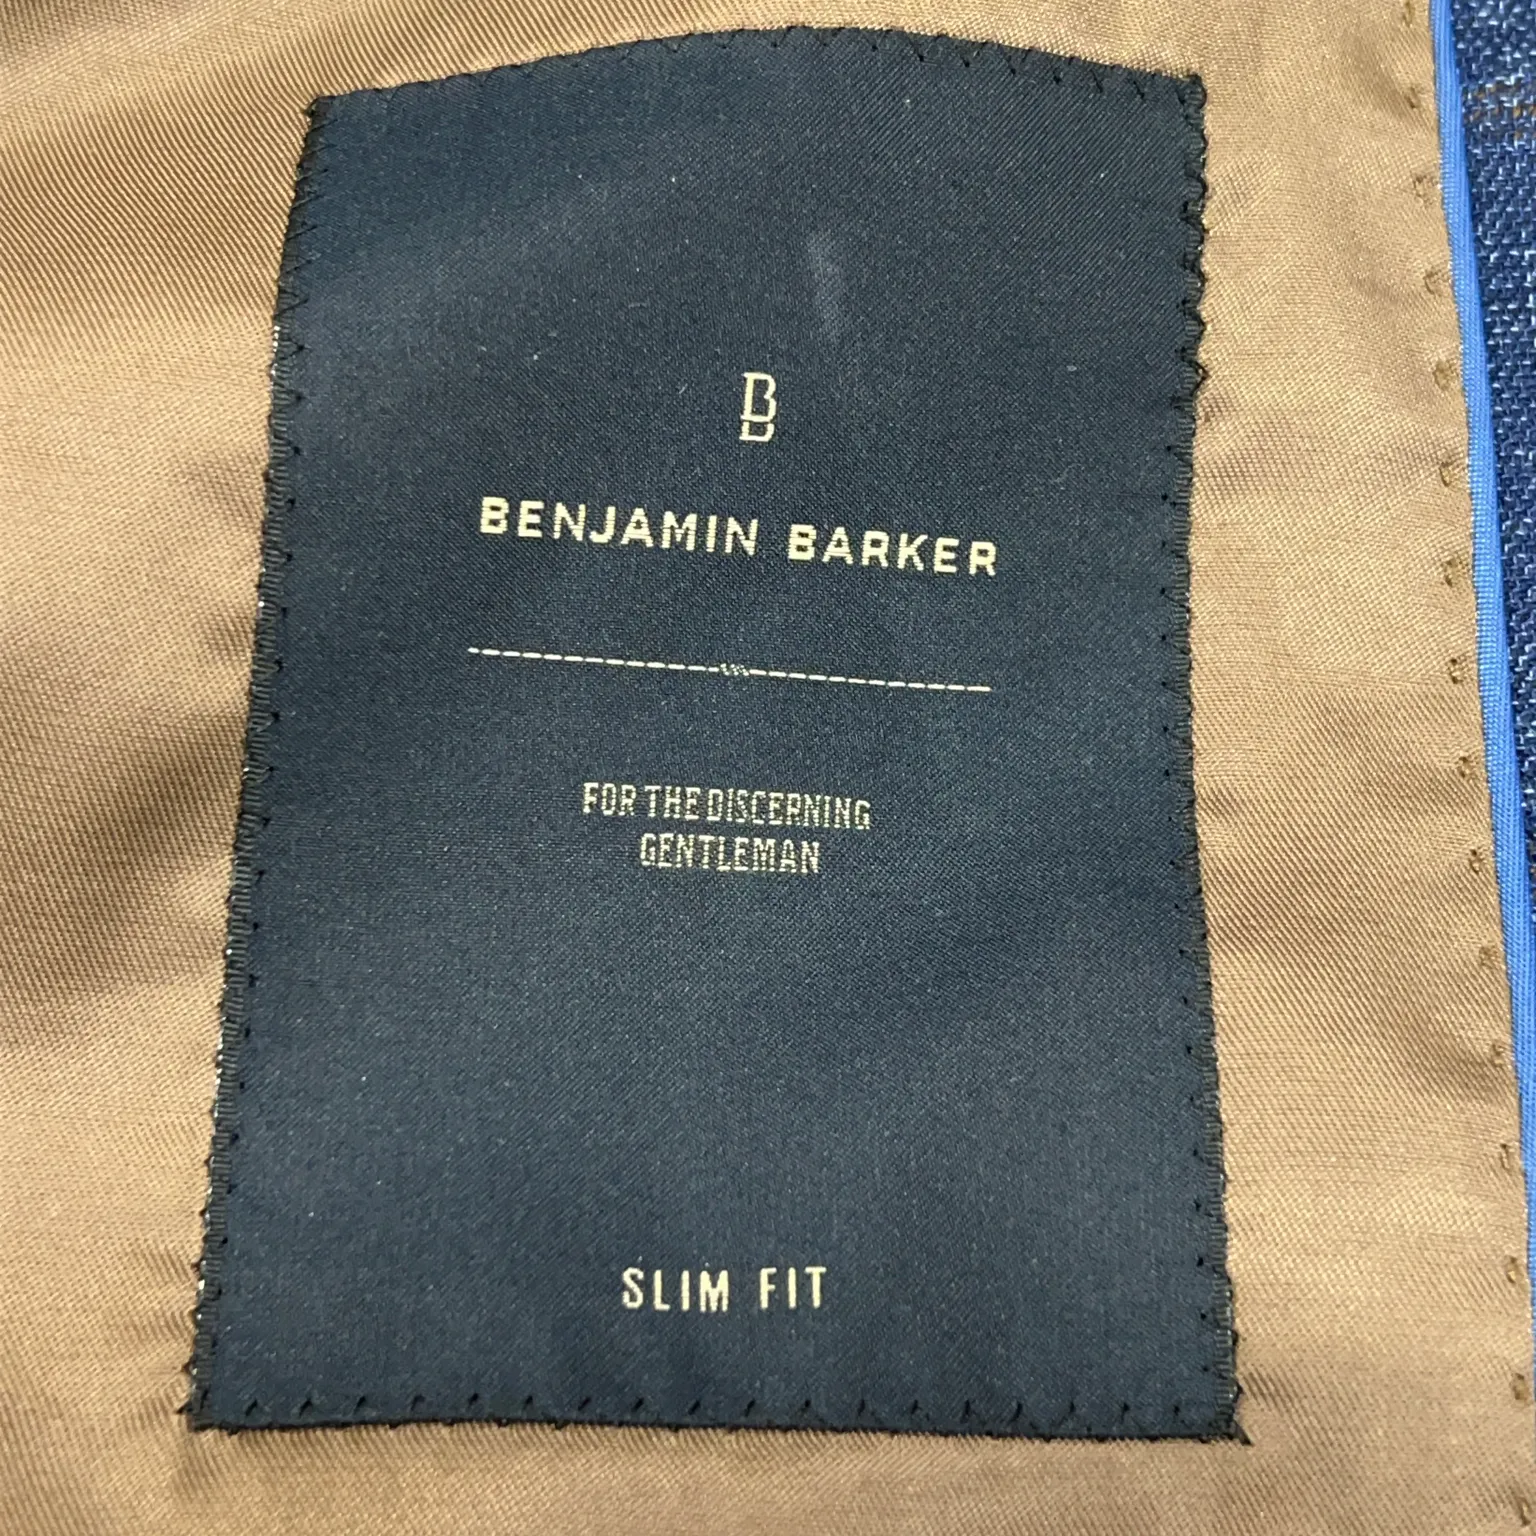 B
BENJAMIN BARKER
FOR THE DISCERNING
GENTLEMAN
SLIM FIT